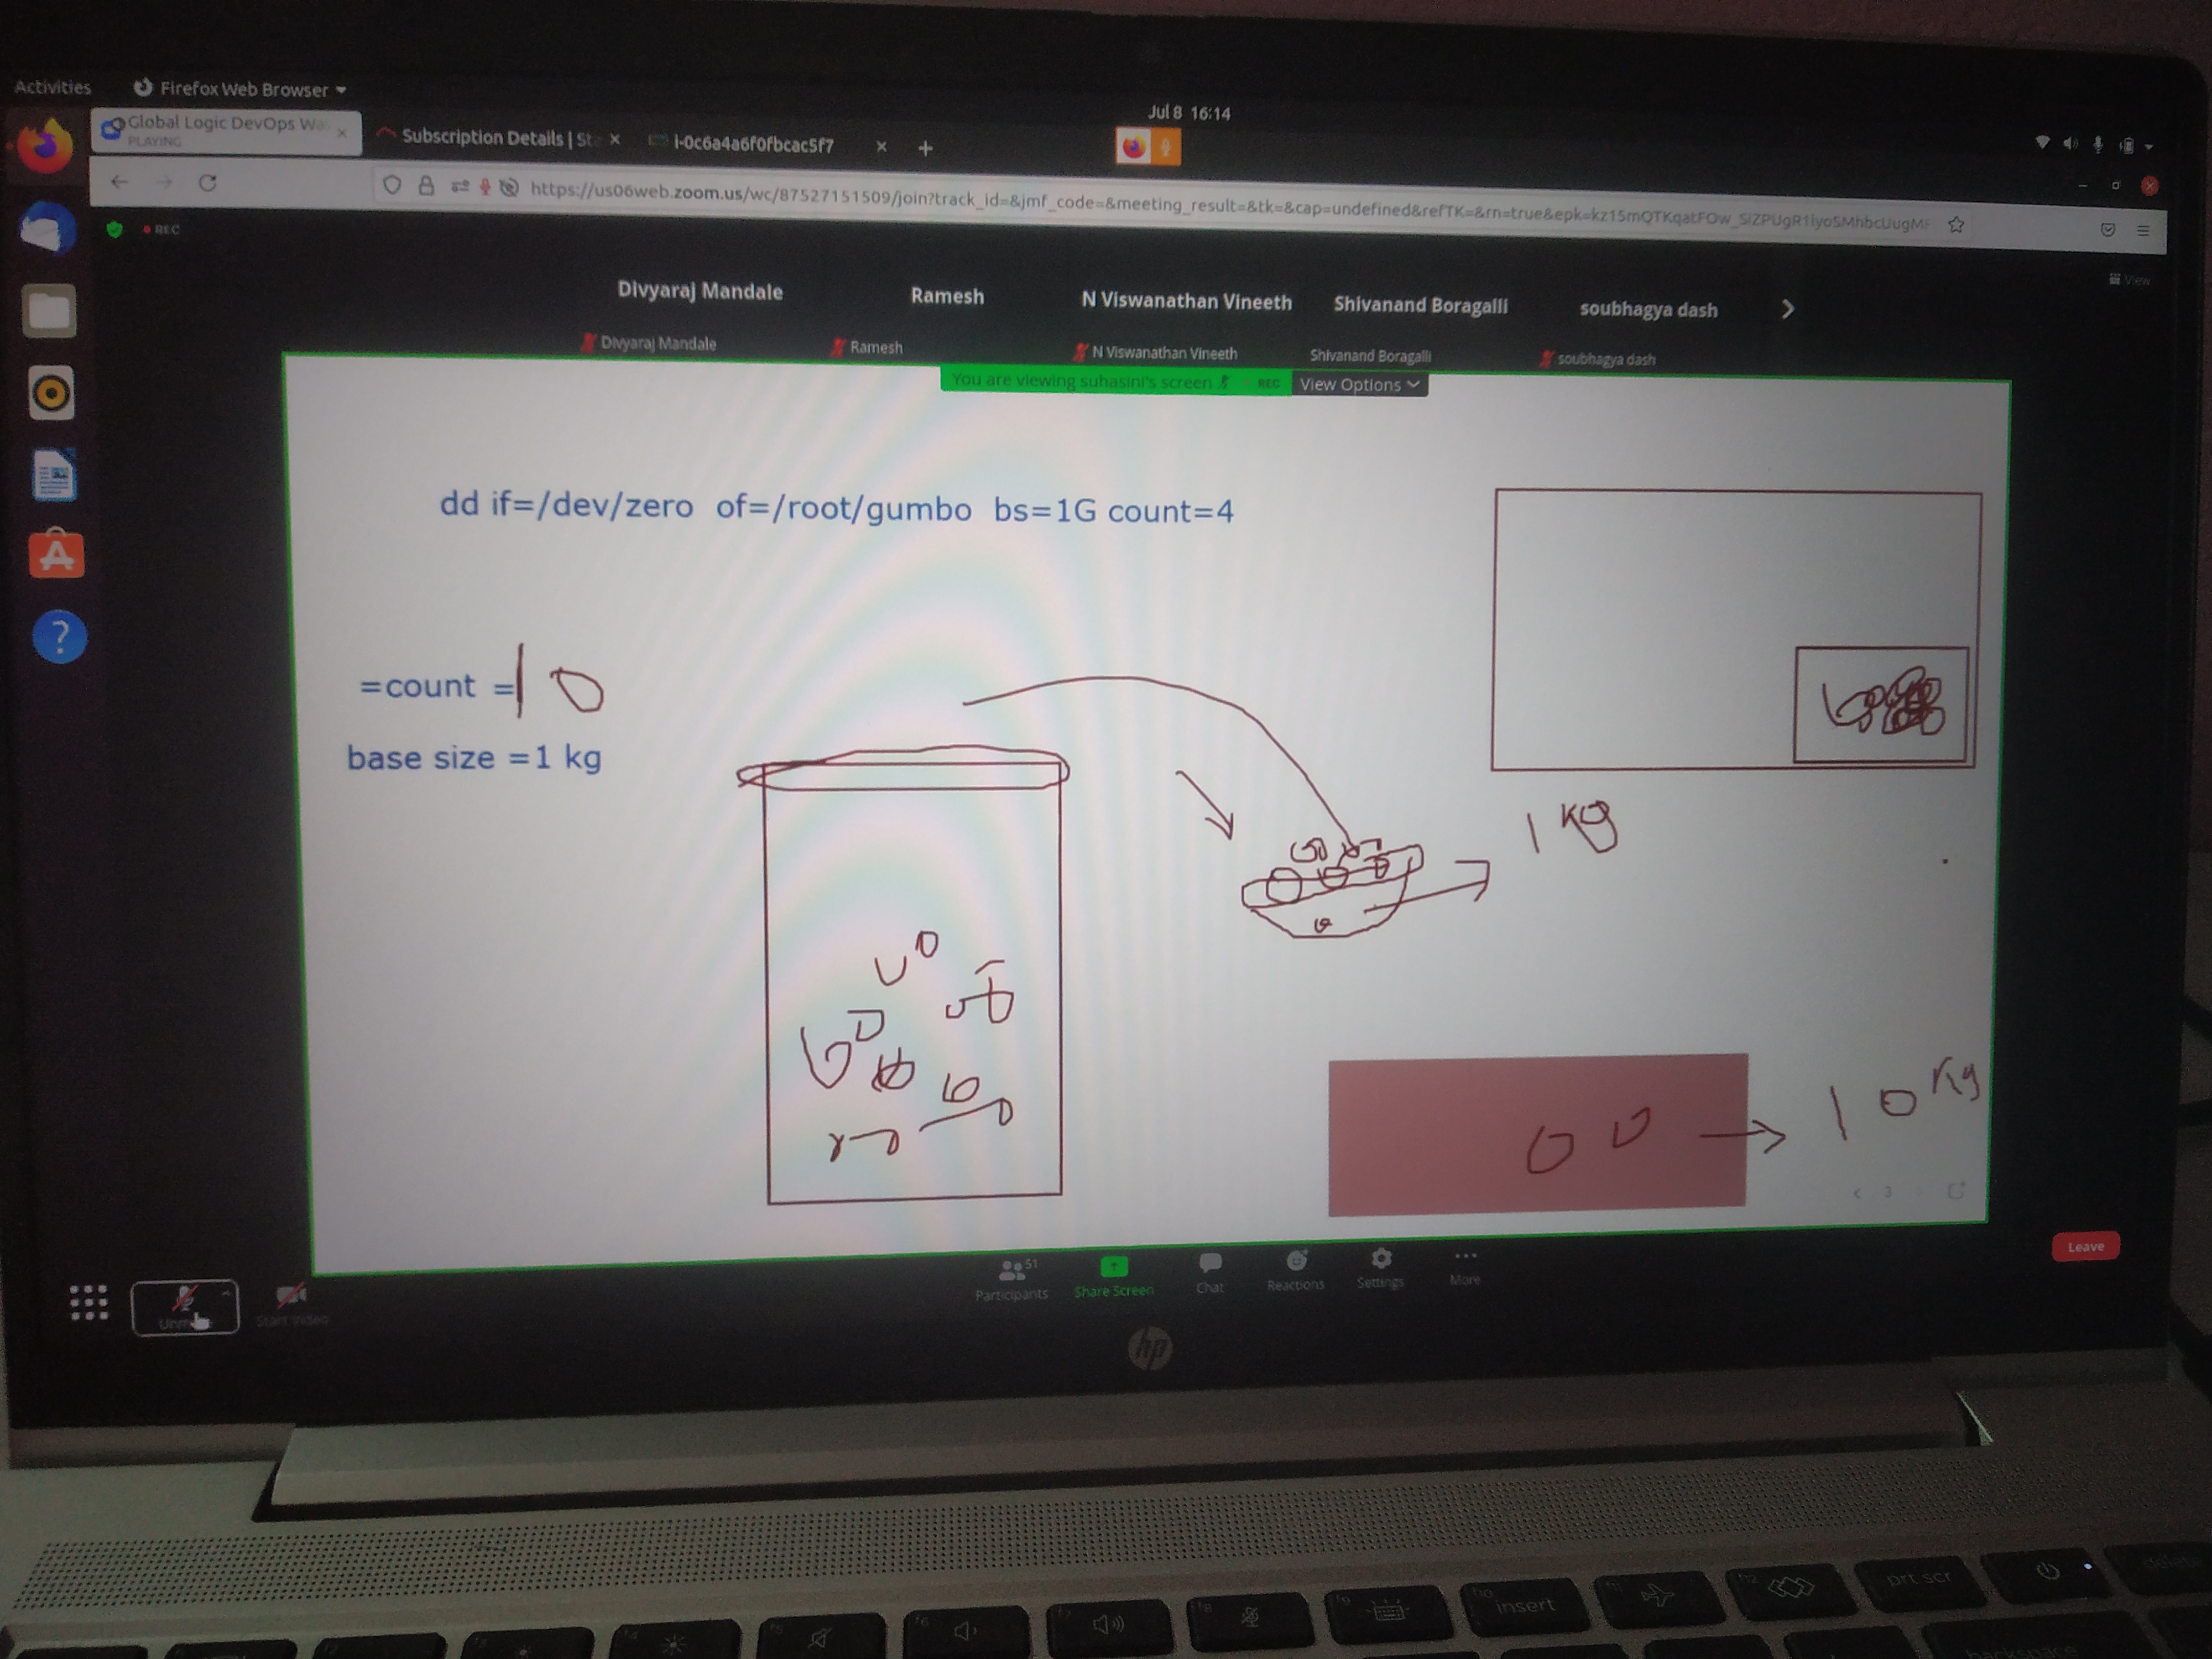 Activities
Firefox Web Browser
Jul 8 16:14
Global Logic DevOps Wa
PLAYING
Subscription Details | St
i-0c6a4a6f0fbcac5f7
https://us06web.zoom.us/wc/87527151509/join?track_id=&jmf_code=&meeting_result=&tk=&cap=undefined&refTK=&rn=true&epk=kz15mQTKqatFOw_SiZPUgR1lyo5MhbcUugM
REC
View
Divyaraj Mandale
Ramesh
N Viswanathan Vineeth
Shivanand Boragalli
soubhagya dash
Divyaraj Mandale
Ramesh
N Viswanathan Vineeth
Shivanand Boragalli
soubhagya dash
You are viewing suhasini's screen
REC
View Options
dd if=/dev/zero of=/root/gumbo bs=1G count=4
=count =10
base size =1 kg
1 Kg
10 Kg
3
51
Participants
Share Screen
Chat
Reactions
Settings
More
Leave
Start Video
hp
insert
prt scr
delete
backspace